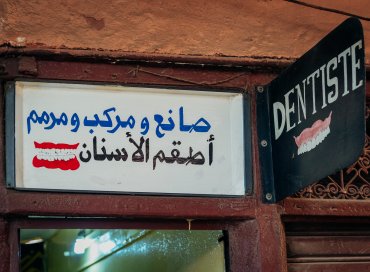 صانع و مركب و مرمم
أطقم الأسنان
DENTISTE